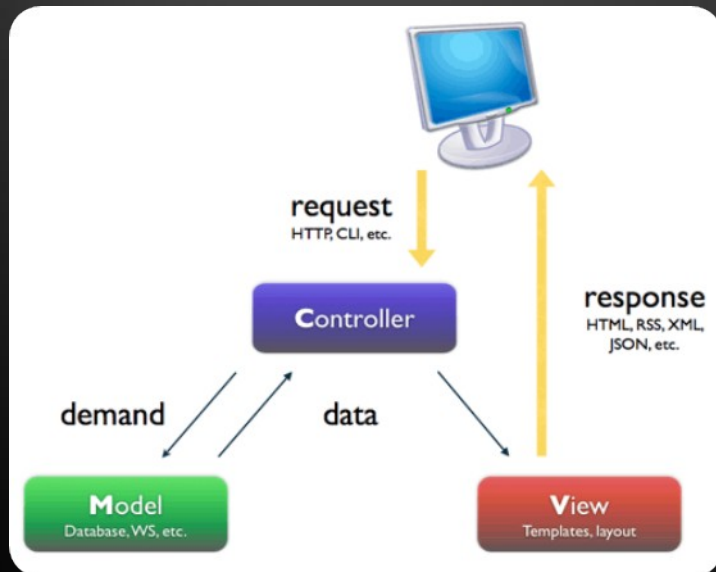 request
HTTP, CLI, etc.
Controller
response
HTML, RSS, XML,
JSON, etc.
demand
data
Model
Database, WS, etc.
View
Templates, layout